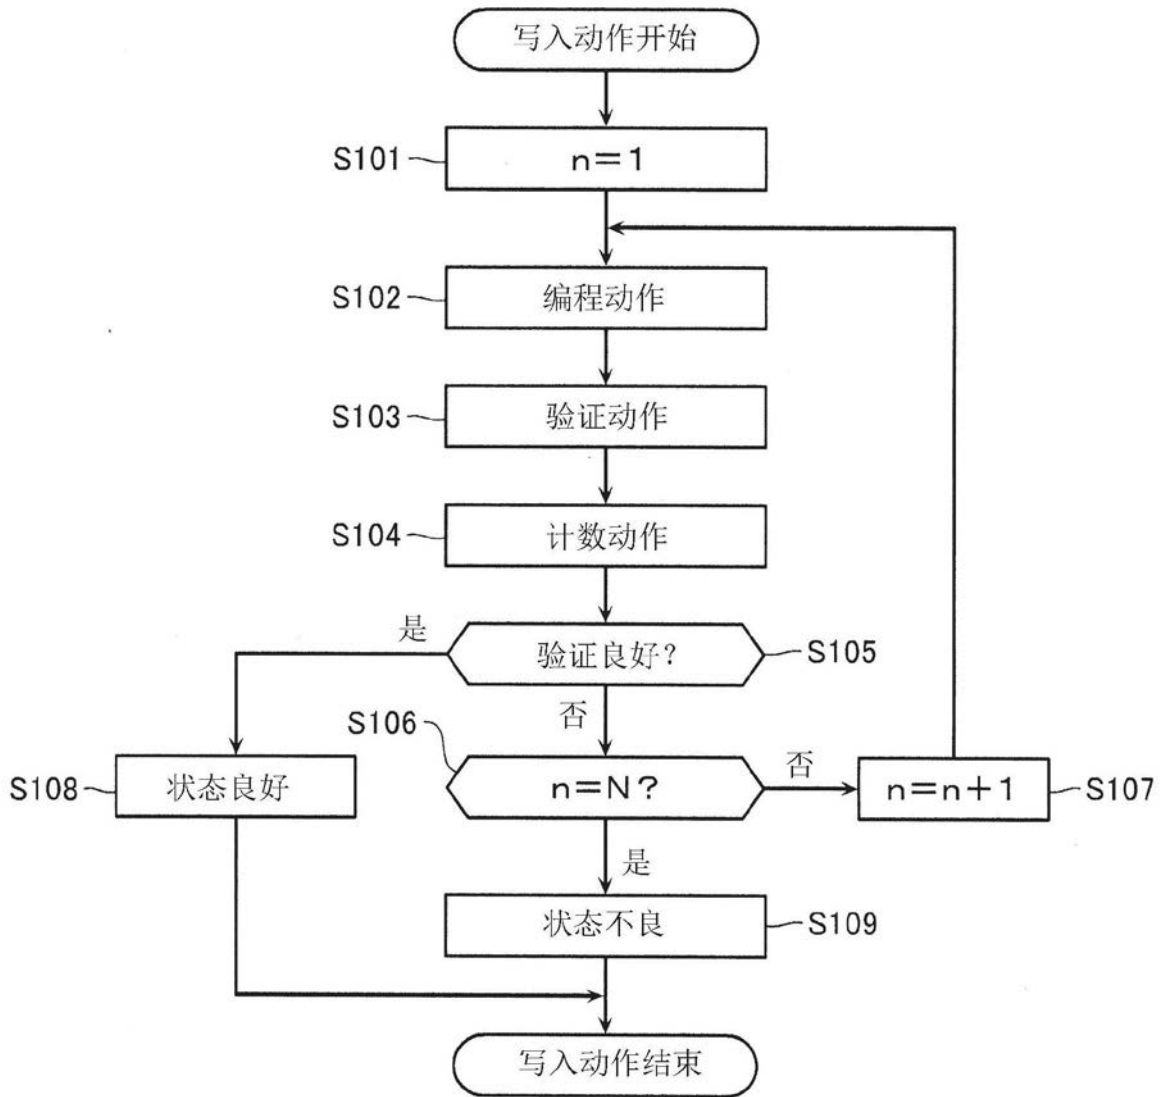 写入动作开始
S101
n=1
S102
编程动作
S103
验证动作
S104
计数动作
是
验证良好?
S105
否
S106
n=N?
否
n=n+1
S107
S108
状态良好
是
状态不良
S109
写入动作结束